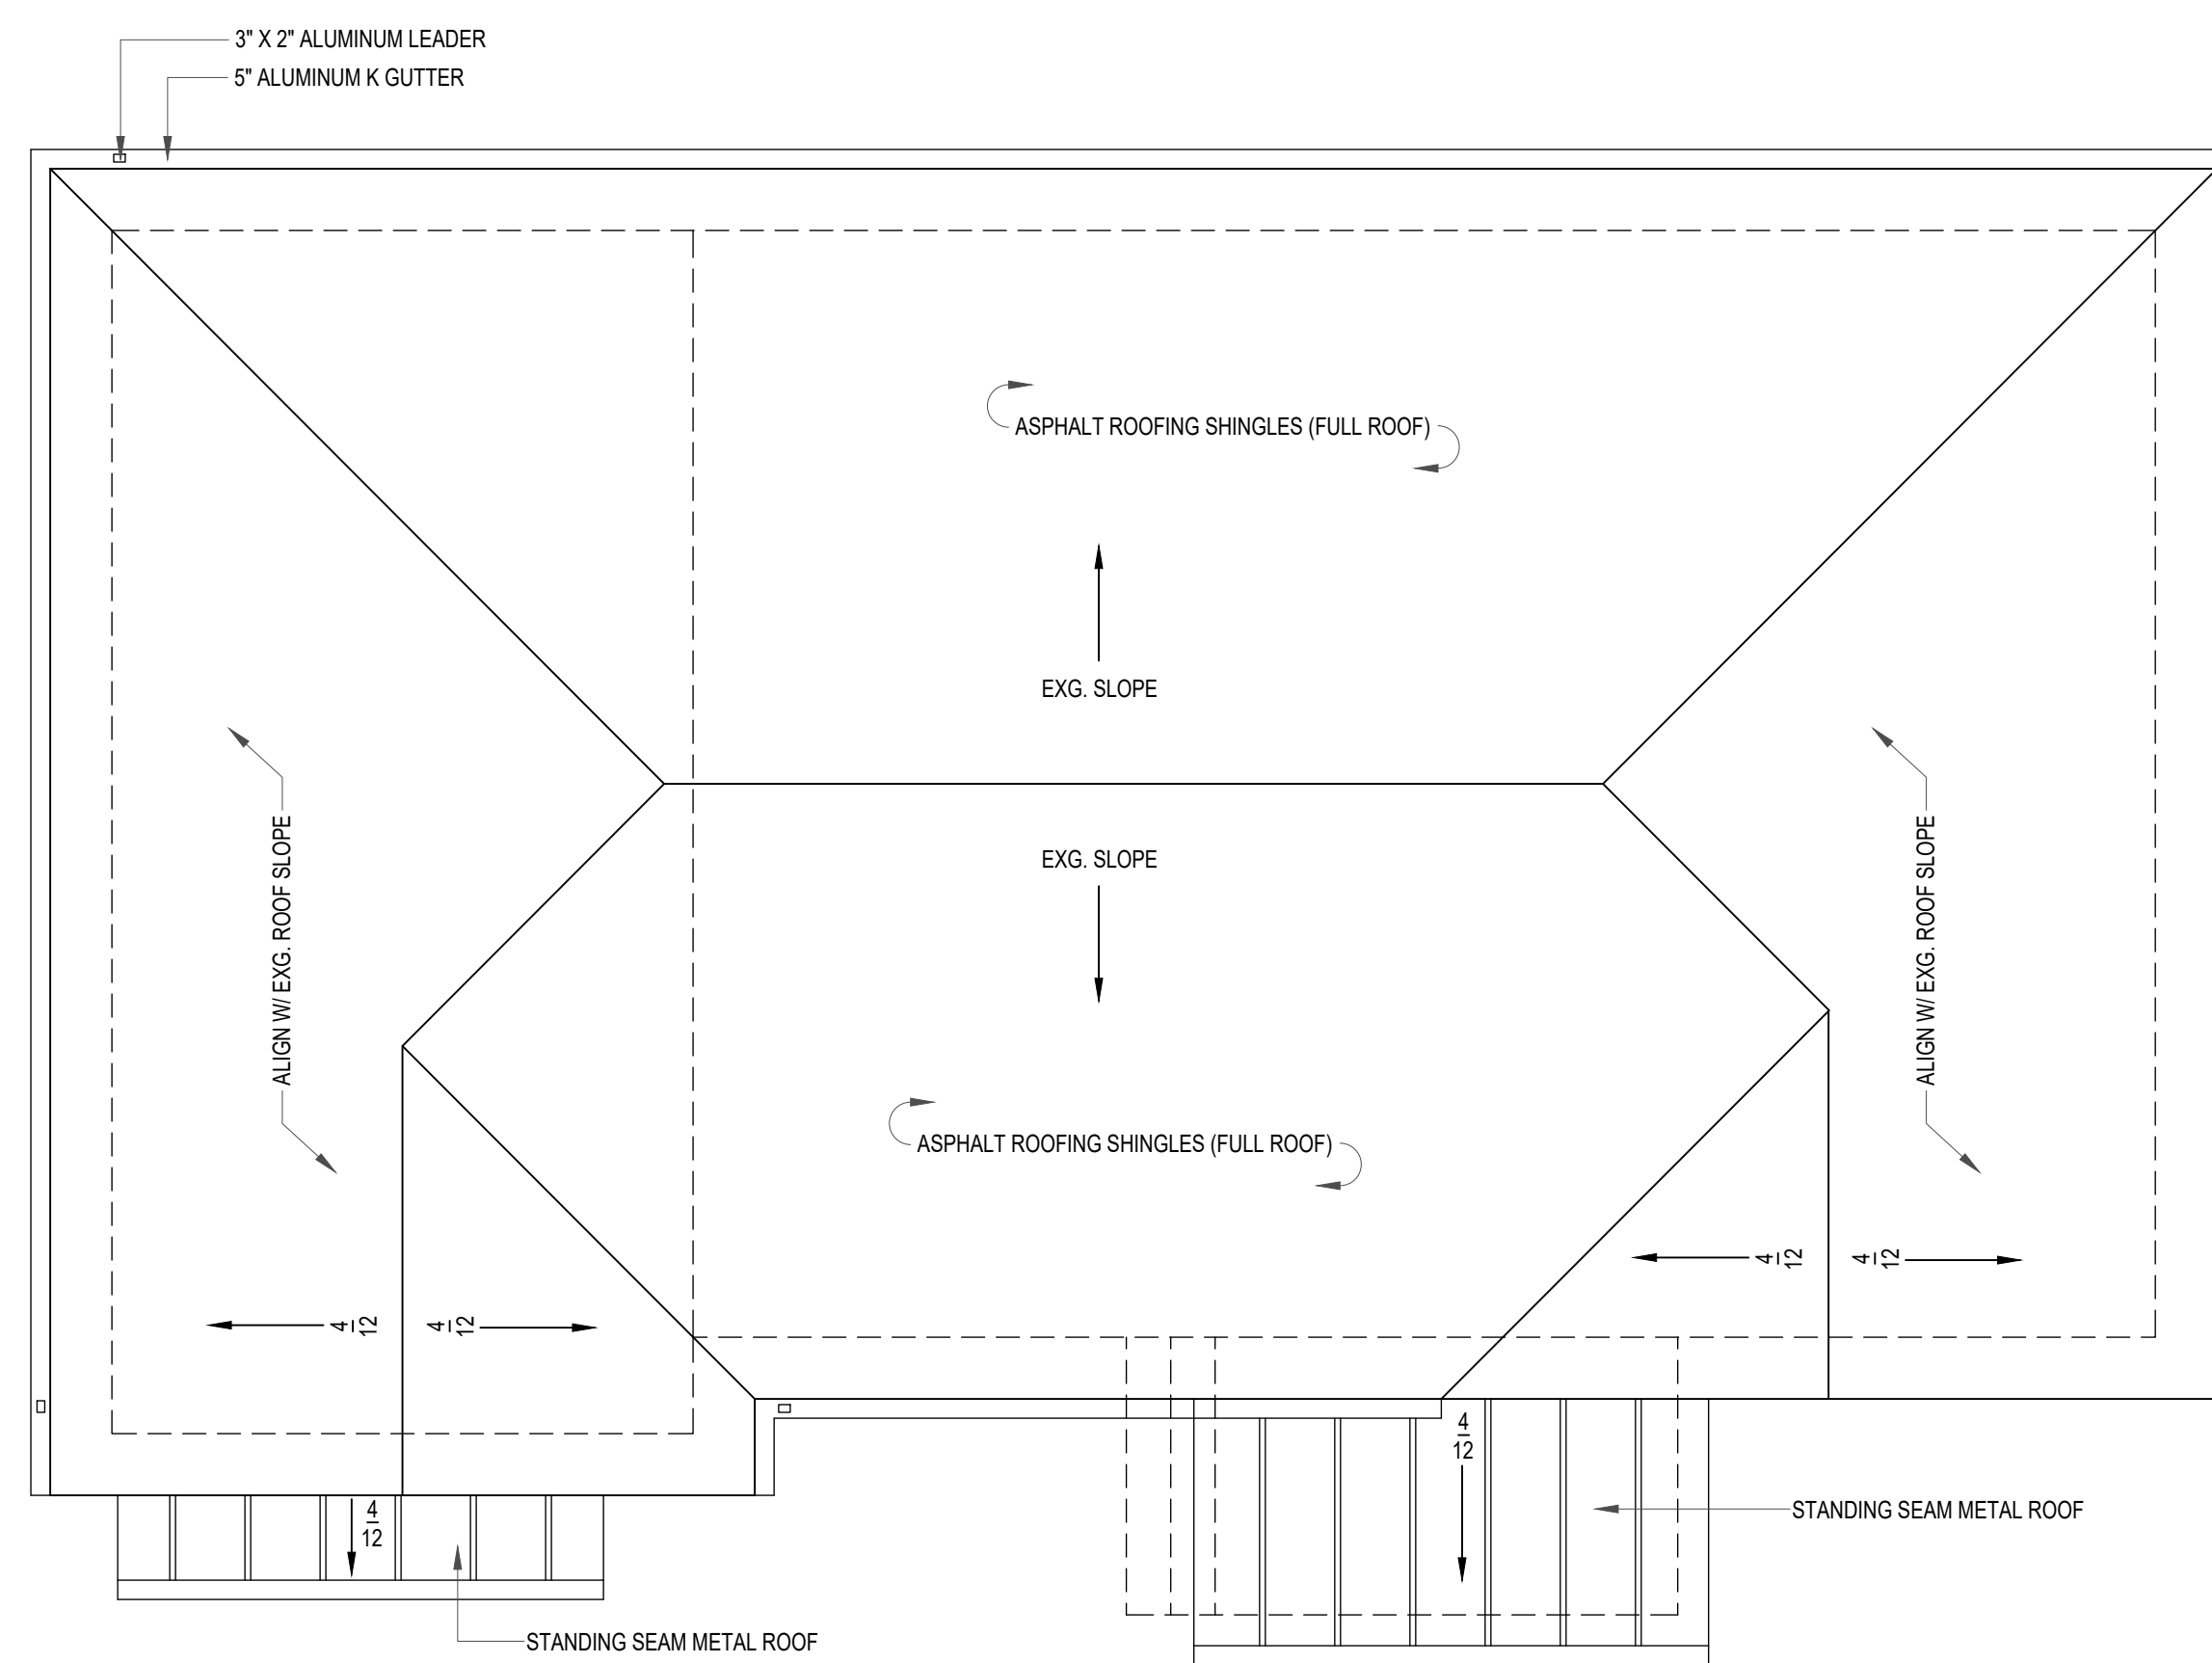 3" X 2" ALUMINUM LEADER
5" ALUMINUM K GUTTER
ASPHALT ROOFING SHINGLES (FULL ROOF)
EXG. SLOPE
EXG. SLOPE
ALIGN W/ EXG. ROOF SLOPE
ALIGN W/ EXG. ROOF SLOPE
ASPHALT ROOFING SHINGLES (FULL ROOF)
4
12
4
12
4
12
4
12
4
12
4
12
STANDING SEAM METAL ROOF
STANDING SEAM METAL ROOF